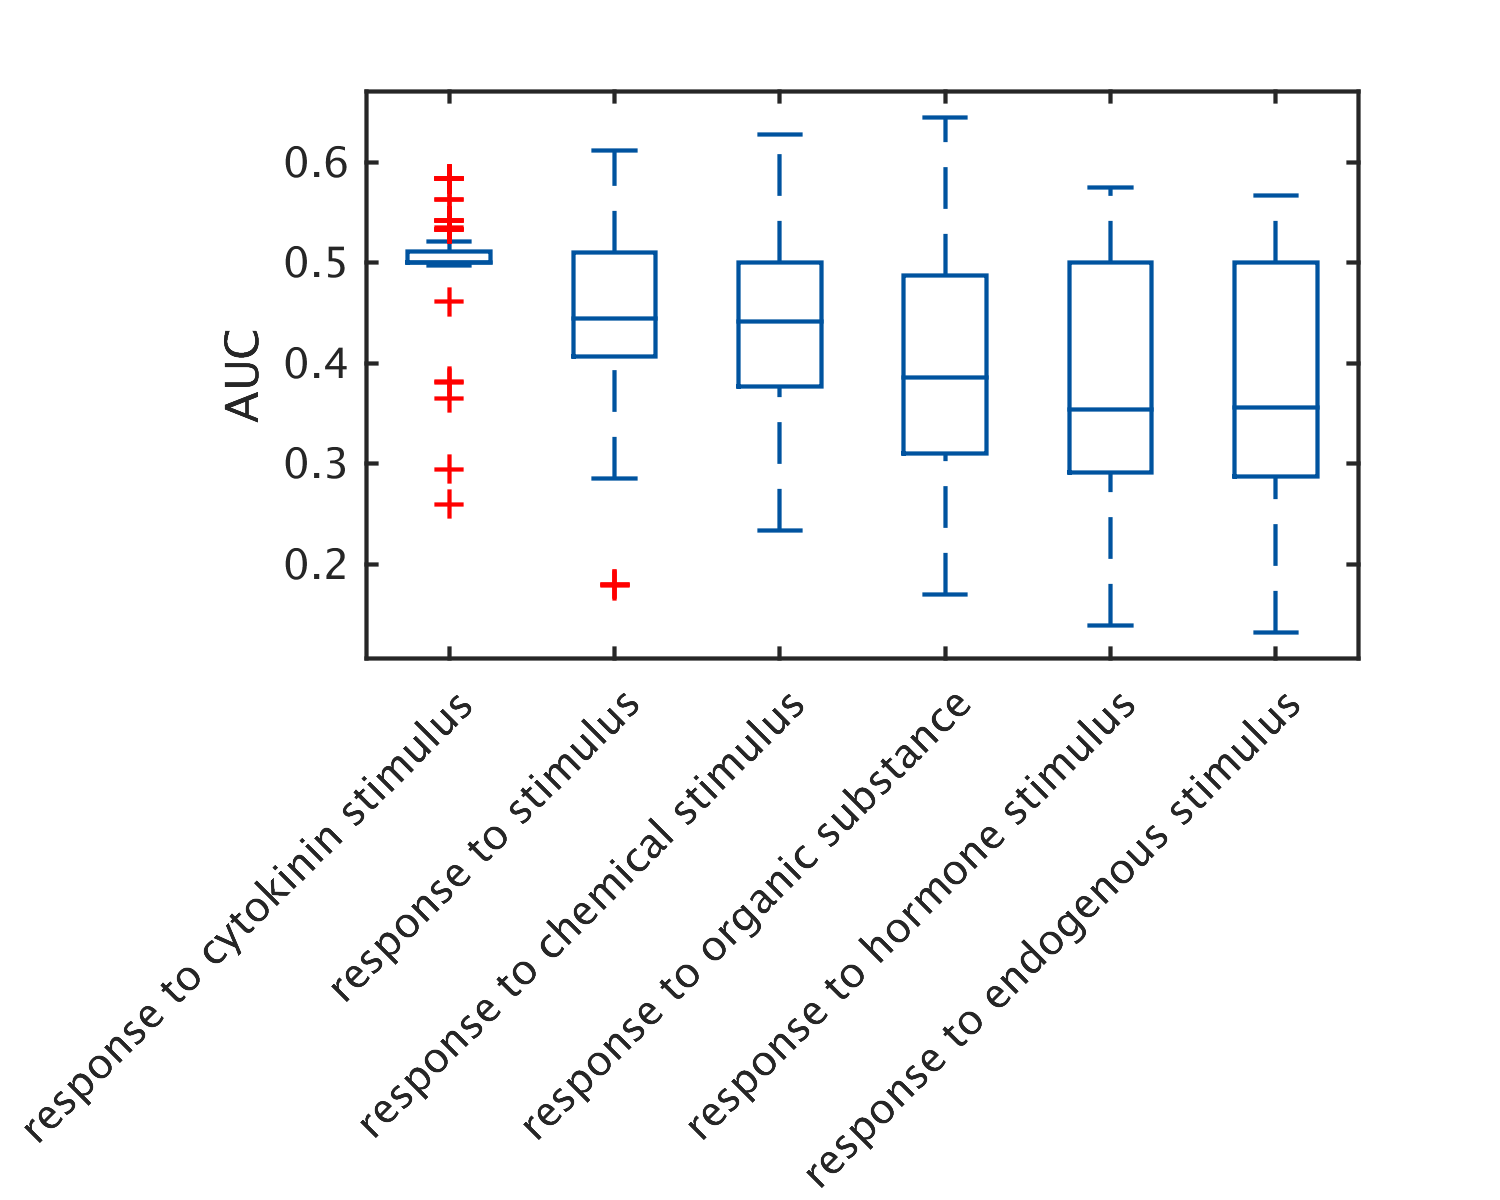 0.6
0.5
0.4
0.3
0.2
AUC
response to cytokinin stimulus
response to stimulus
response to chemical stimulus
response to organic substance
response to hormone stimulus
response to endogenous stimulus